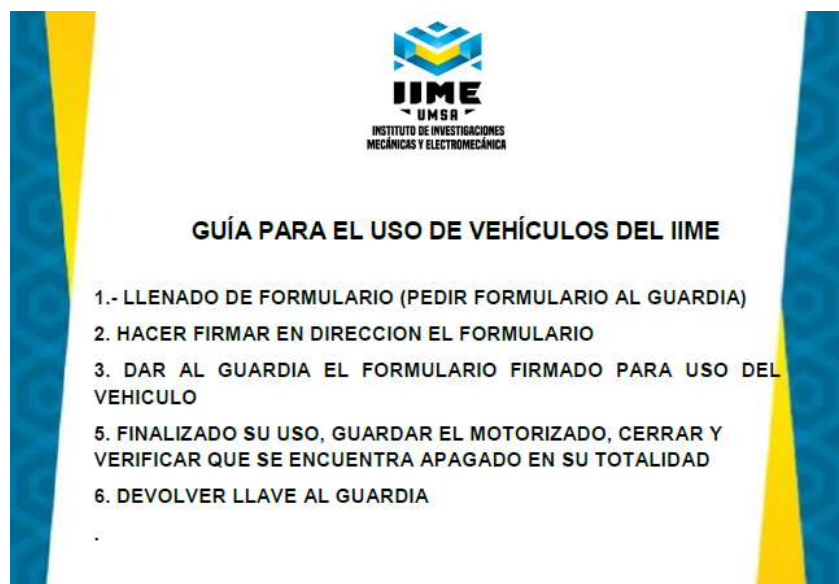 IIME
UMSA
INSTITUTO DE INVESTIGACIONES
MECÁNICAS Y ELECTROMECÁNICA
GUÍA PARA EL USO DE VEHÍCULOS DEL IIME
1.- LLENADO DE FORMULARIO (PEDIR FORMULARIO AL GUARDIA)
2. HACER FIRMAR EN DIRECCION EL FORMULARIO
3. DAR AL GUARDIA EL FORMULARIO FIRMADO PARA USO DEL
VEHICULO
5. FINALIZADO SU USO, GUARDAR EL MOTORIZADO, CERRAR Y
VERIFICAR QUE SE ENCUENTRA APAGADO EN SU TOTALIDAD
6. DEVOLVER LLAVE AL GUARDIA
.